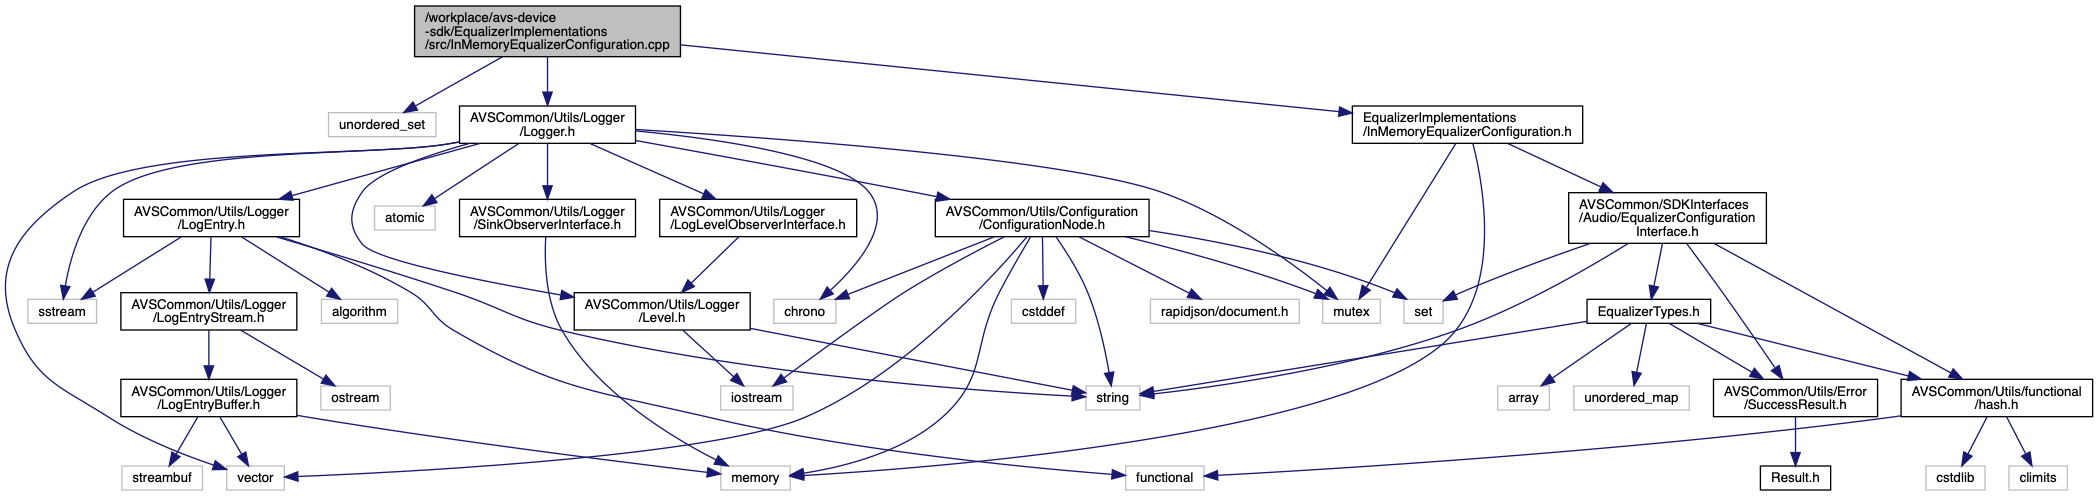 /workplace/avs-device
-sdk/EqualizerImplementations
/src/InMemoryEqualizerConfiguration.cpp
unordered_set
AVSCommon/Utils/Logger
/Logger.h
EqualizerImplementations
/InMemoryEqualizerConfiguration.h
AVSCommon/Utils/Logger
/LogEntry.h
atomic
AVSCommon/Utils/Logger
/SinkObserverInterface.h
AVSCommon/Utils/Logger
/LogLevelObserverInterface.h
AVSCommon/Utils/Configuration
/ConfigurationNode.h
AVSCommon/SDKInterfaces
/Audio/EqualizerConfiguration
Interface.h
sstream
AVSCommon/Utils/Logger
/LogEntryStream.h
algorithm
AVSCommon/Utils/Logger
/Level.h
chrono
cstddef
rapidjson/document.h
mutex
set
EqualizerTypes.h
AVSCommon/Utils/Logger
/LogEntryBuffer.h
ostream
iostream
string
array
unordered_map
AVSCommon/Utils/Error
/SuccessResult.h
AVSCommon/Utils/functional
/hash.h
streambuf
vector
memory
functional
Result.h
cstdlib
climits